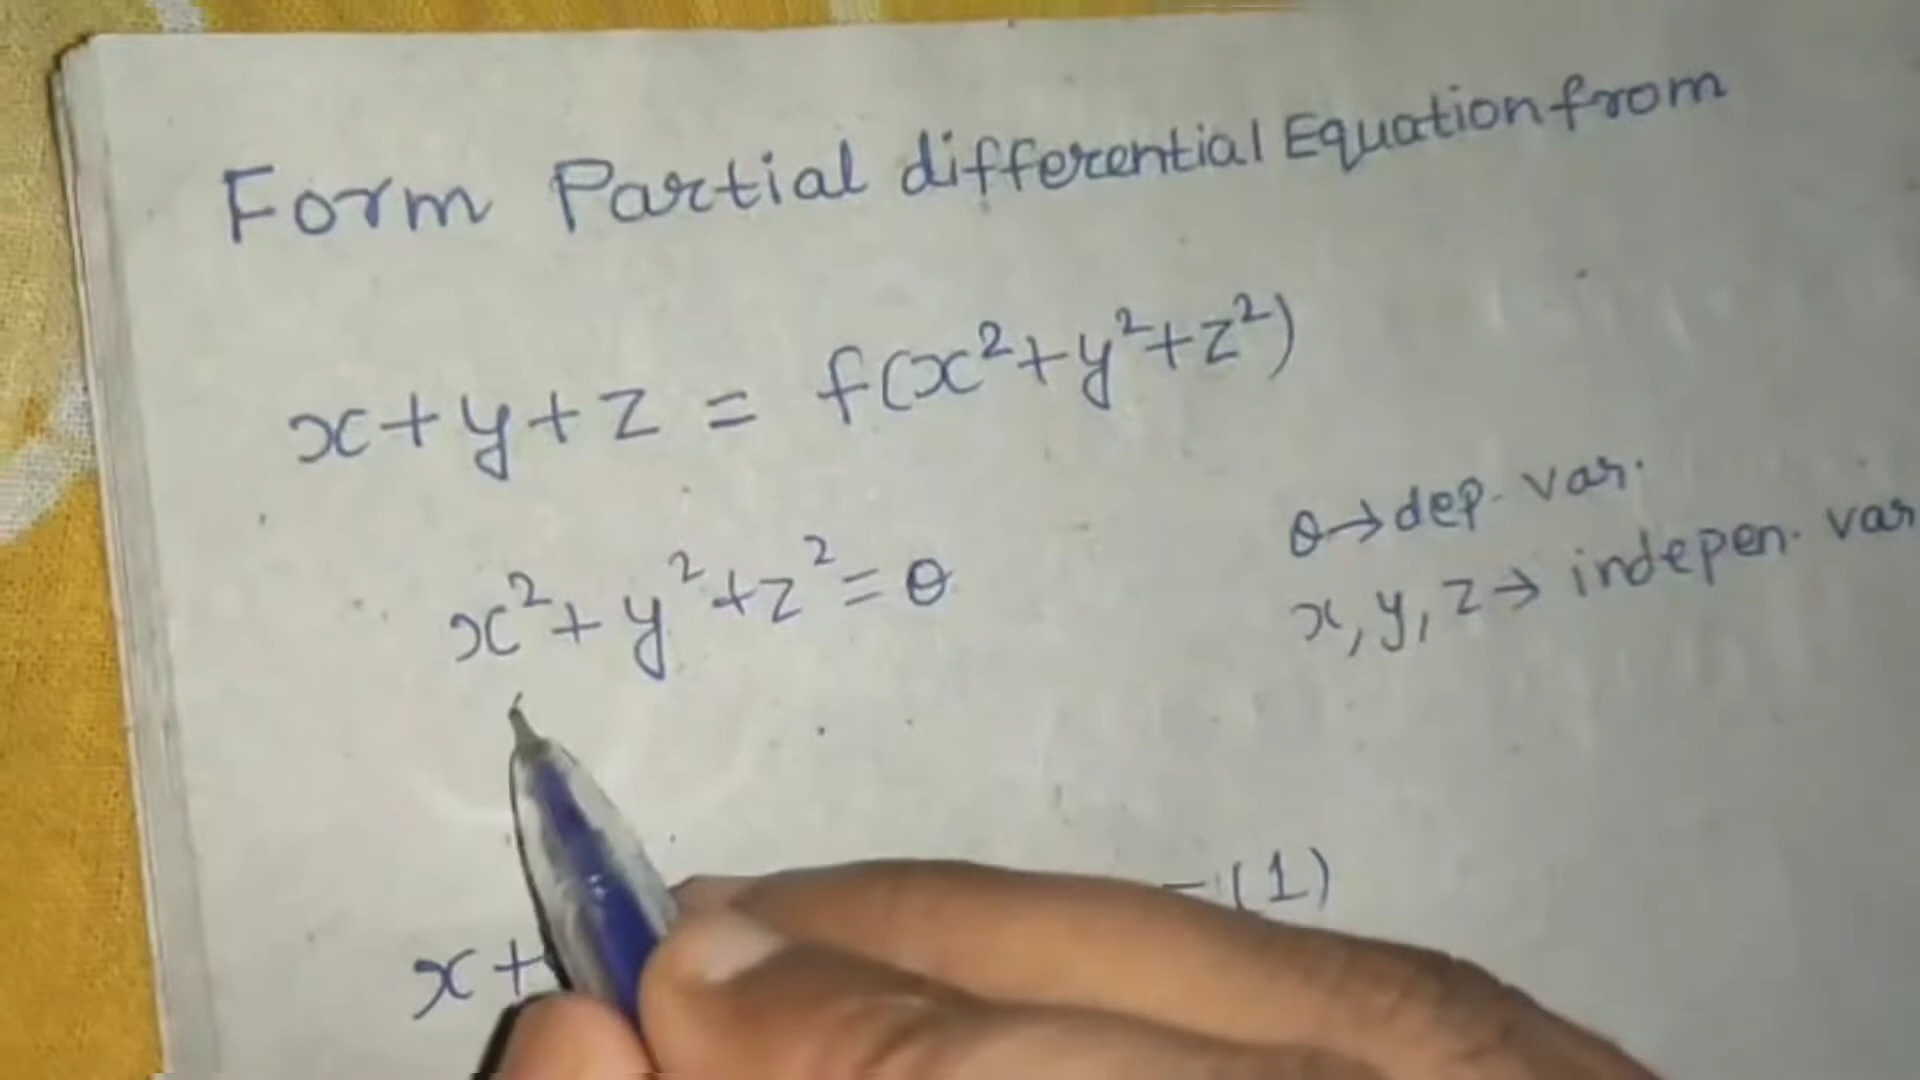 Form Partial differential Equation from
x+y+z = f(x²+y²+z²)
x²+y²+z²=θ
θ→dep. var.
x,y,z→ indepen. var
-(1)
x+